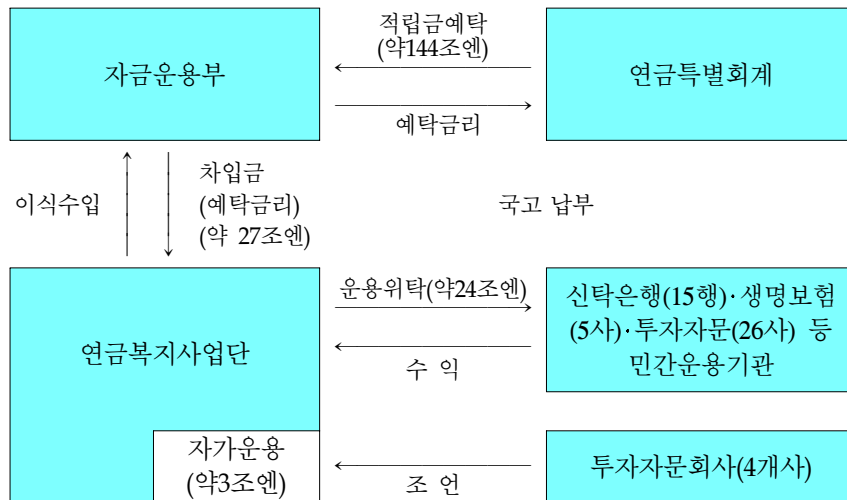 적립금예탁
(약144조엔)
자금운용부
연금특별회계
예탁금리
차입금
이식수입
(예탁금리)
국고 납부
(약 27조엔)
운용위탁(약24조엔)
신탁은행(15행)·생명보험
(5사)·투자자문(26사) 등
민간운용기관
연금복지사업단
수 익
자가운용
(약3조엔)
조 언
투자자문회사(4개사)